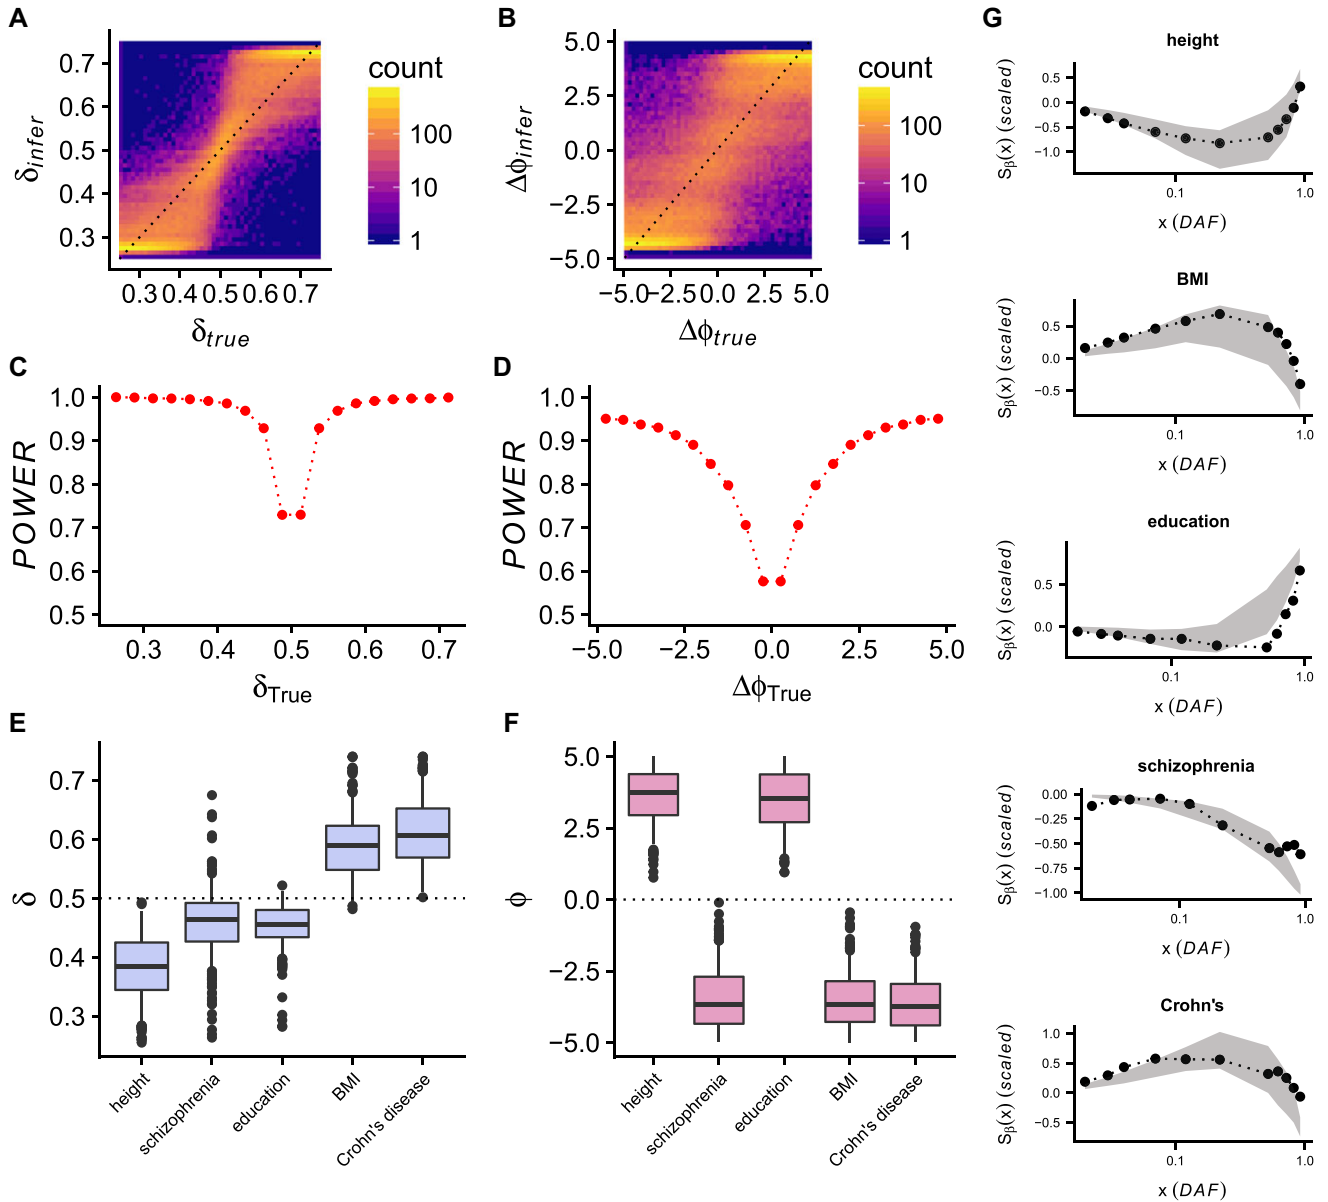 A
δinfer
0.7
0.6
0.5
0.4
0.3
0.3 0.4 0.5 0.6 0.7
δtrue
count
100
10
1
B
Δϕinfer
5.0
2.5
0.0
−2.5
−5.0
−5.0 −2.5 0.0 2.5 5.0
Δϕtrue
count
100
10
1
C
POWER
1.0
0.9
0.8
0.7
0.6
0.5
0.3 0.4 0.5 0.6 0.7
δTrue
D
POWER
1.0
0.9
0.8
0.7
0.6
0.5
−5.0 −2.5 0.0 2.5 5.0
ΔϕTrue
E
δ
0.7
0.6
0.5
0.4
0.3
height
schizophrenia
education
BMI
Crohn's disease
F
ϕ
5.0
2.5
0.0
−2.5
−5.0
height
schizophrenia
education
BMI
Crohn's disease
G
height
Sβ(x) (scaled)
0.5
0.0
−0.5
−1.0
0.1 1.0
x (DAF)
BMI
Sβ(x) (scaled)
0.5
0.0
−0.5
0.1 1.0
x (DAF)
education
Sβ(x) (scaled)
0.5
0.0
0.1 1.0
x (DAF)
schizophrenia
Sβ(x) (scaled)
0.00
−0.25
−0.50
−0.75
−1.00
0.1 1.0
x (DAF)
Crohn's
Sβ(x) (scaled)
1.0
0.5
0.0
−0.5
0.1 1.0
x (DAF)